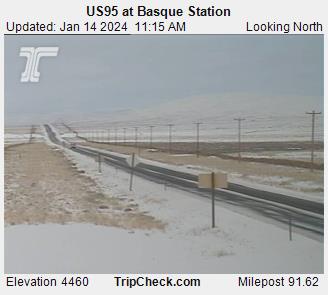 US95 at Basque Station
Updated: Jan 14 2024 11:15 AM Looking North
Elevation 4460 TripCheck.com Milepost 91.62